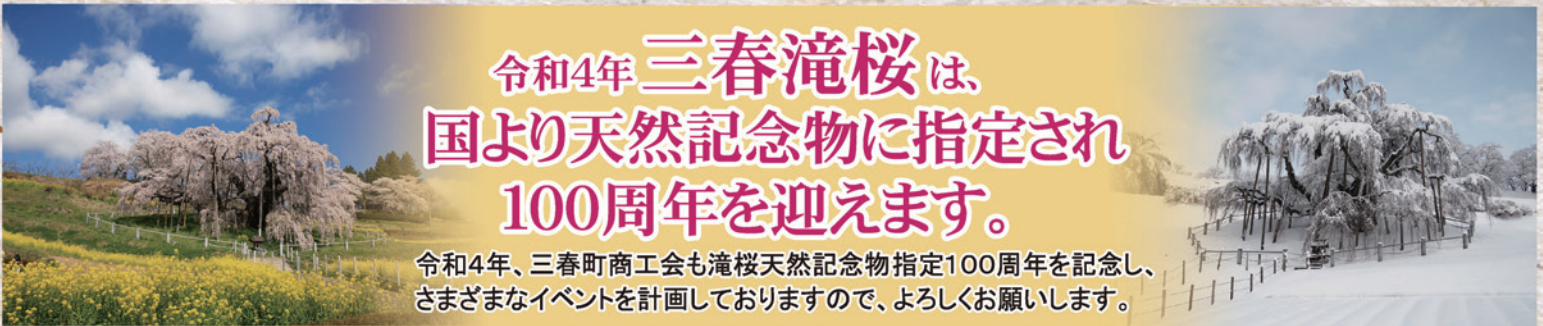 令和4年 三春滝桜は、
国より天然記念物に指定され
100周年を迎えます。
令和4年、三春町商工会も滝桜天然記念物指定100周年を記念し、
さまざまなイベントを計画しておりますので、よろしくお願いします。